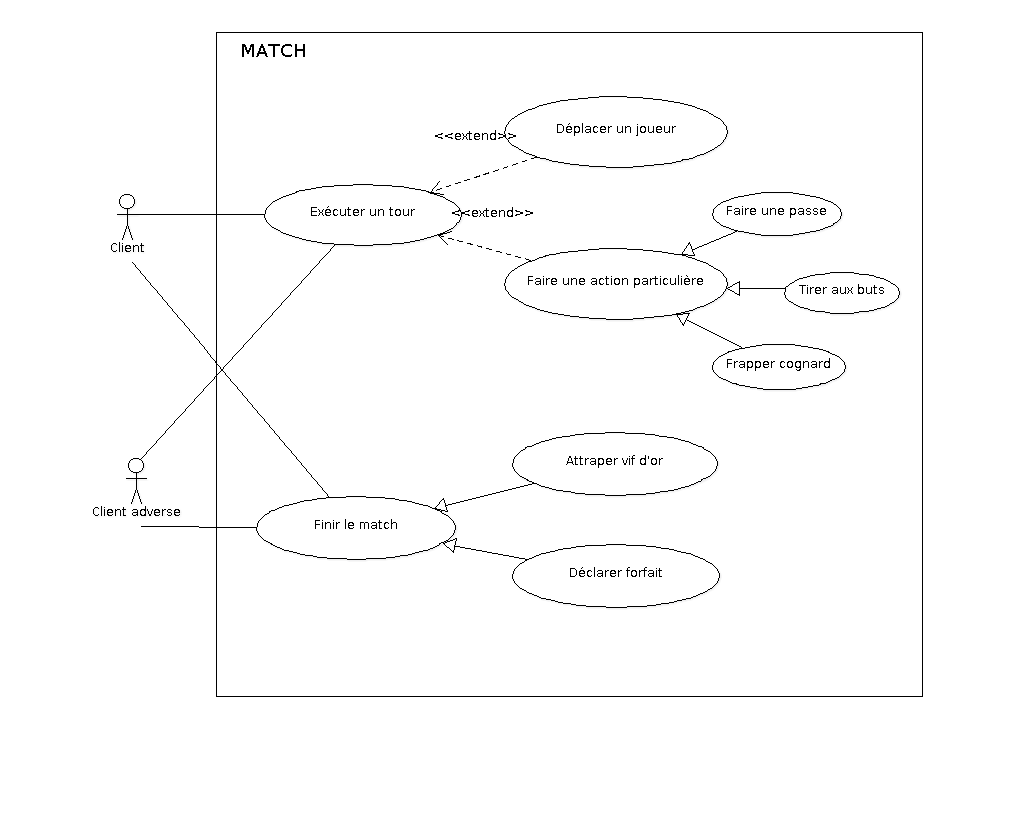 MATCH
Déplacer un joueur
<<extend>>
Exécuter un tour
<<extend>>
Faire une passe
Client
Faire une action particulière
Tirer aux buts
Frapper cognard
Attraper vif d'or
Client adverse
Finir le match
Déclarer forfait